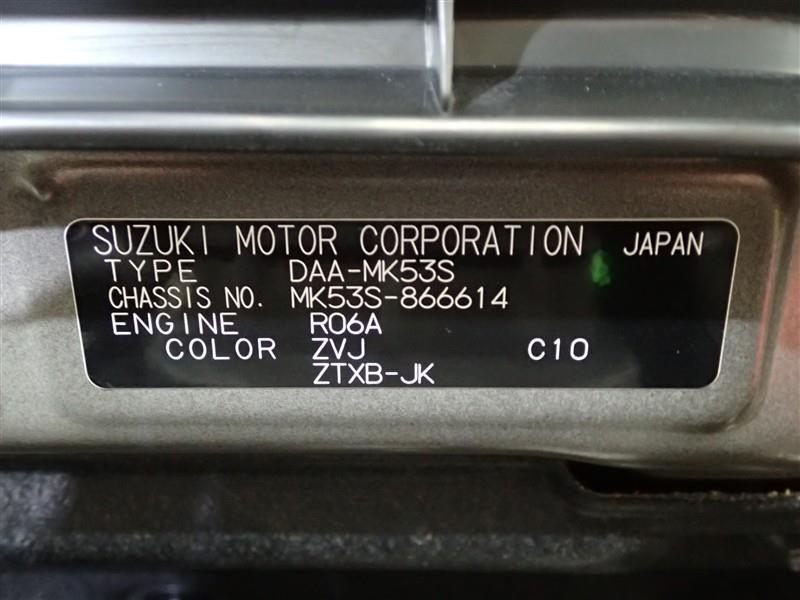 SUZUKI MOTOR CORPORATION JAPAN
TYPE DAA-MK53S
CHASSIS NO. MK53S-866614
ENGINE R06A
COLOR ZVJ C10
ZTXB-JK